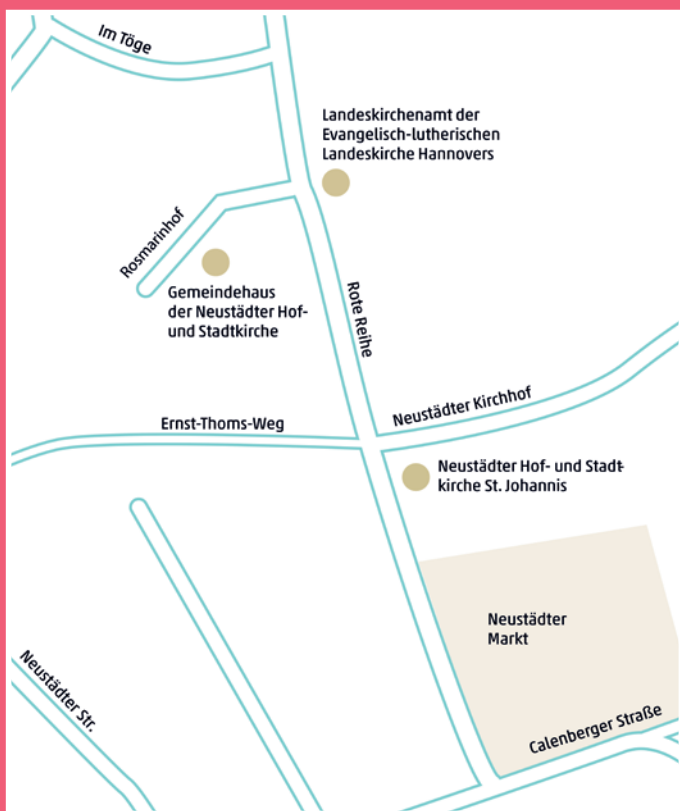 Im Töge
Landeskirchenamt der
Evangelisch-lutherischen
Landeskirche Hannovers
Rosmarinhof
Gemeindehaus
der Neustädter Hof-
und Stadtkirche
Rote Reihe
Neustädter Kirchhof
Ernst-Thoms-Weg
Neustädter Hof- und Stadt-
kirche St. Johannis
Neustädter
Markt
Neustädter Str.
Calenberger Straße